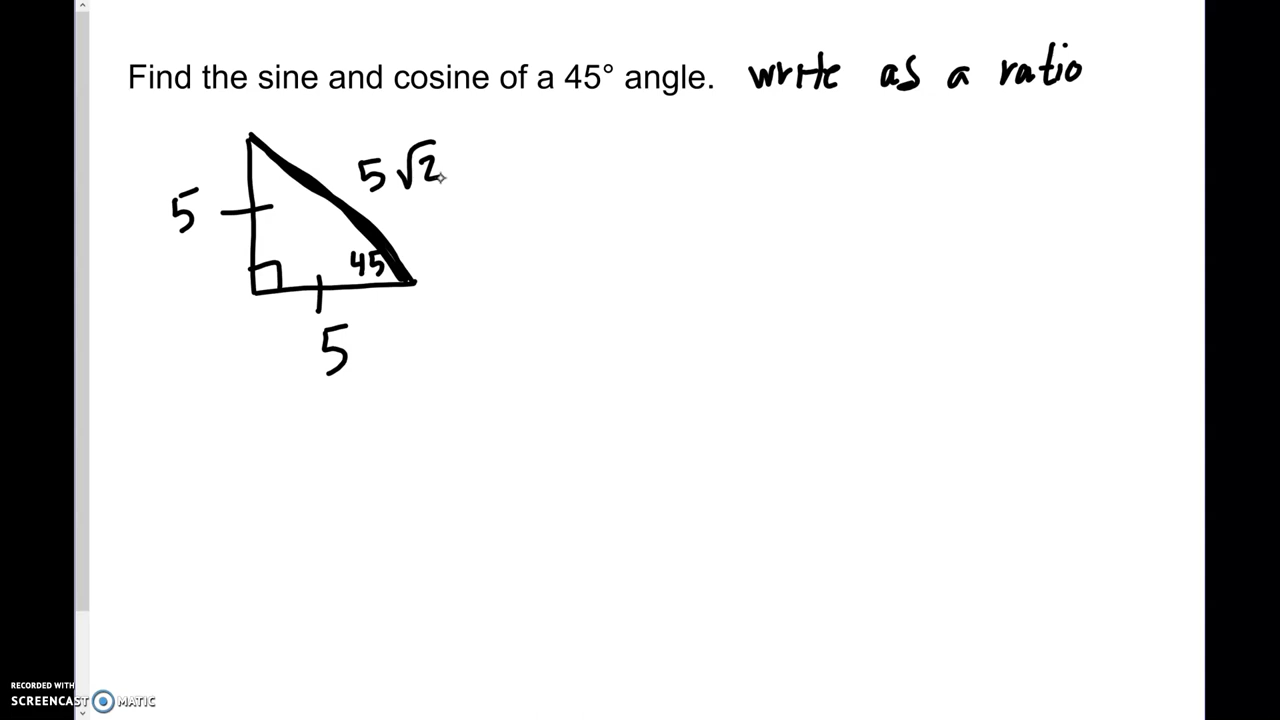 Find the sine and cosine of a 45° angle. write as a ratio
5√2
5
45
5
RECORDED WITH
SCREENCAST MATIC